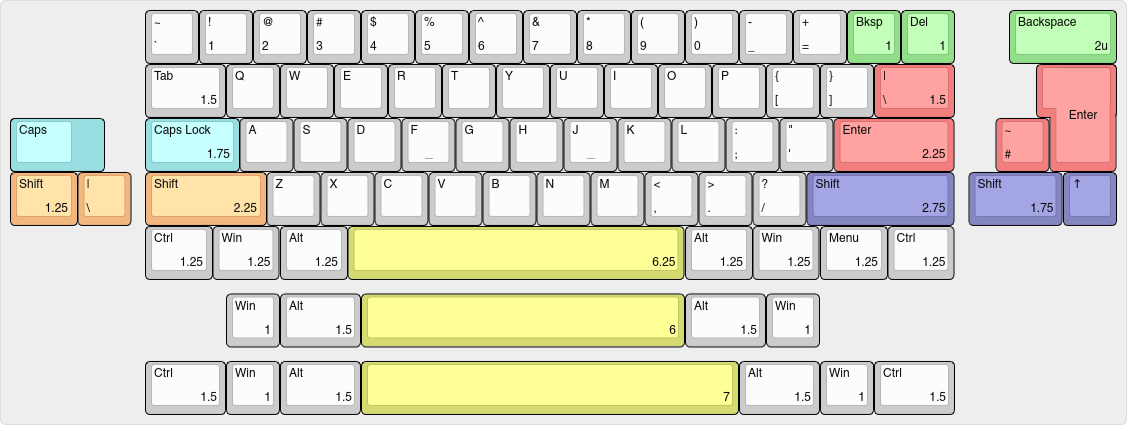 ~ ! @ # $ % ^ & * ( ) - + Bksp Del Backspace
` 1 2 3 4 5 6 7 8 9 0 _ = 1 1 2u
Tab Q W E R T Y U I O P { } |
1.5 [ ] \ 1.5
Enter
Caps Caps Lock A S D F G H J K L : " Enter ~
1.75 _ _ ; ' 2.25 #
Shift | Shift Z X C V B N M < > ? Shift Shift ↑
1.25 \ 2.25 , . / 2.75 1.75
Ctrl Win Alt Alt Win Menu Ctrl
1.25 1.25 1.25 6.25 1.25 1.25 1.25 1.25
Win Alt Alt Win
1 1.5 6 1.5 1
Ctrl Win Alt Alt Win Ctrl
1.5 1 1.5 7 1.5 1 1.5